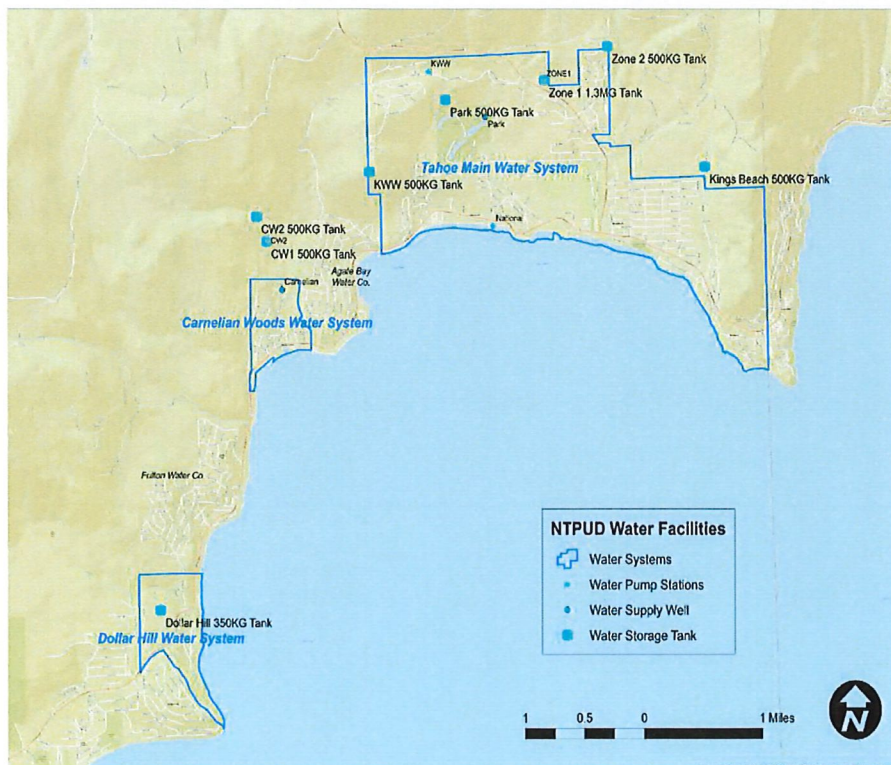 Zone 2 500KG Tank
KWW
ZONE1
Zone 1 1.3MG Tank
Park 500KG Tank
Park
Tahoe Main Water System
KWW 500KG Tank
Kings Beach 500KG Tank
CW2 500KG Tank
National
CW2
CW1 500KG Tank
Agate Bay
Water Co.
Carnelian
Carnelian Woods Water System
Fulton Water Co
NTPUD Water Facilities
Water Systems
Water Pump Stations
Water Supply Well
Water Storage Tank
Dollar Hill 350KG Tank
Dollar Hill Water System
1 0.5 0 1 Miles
N